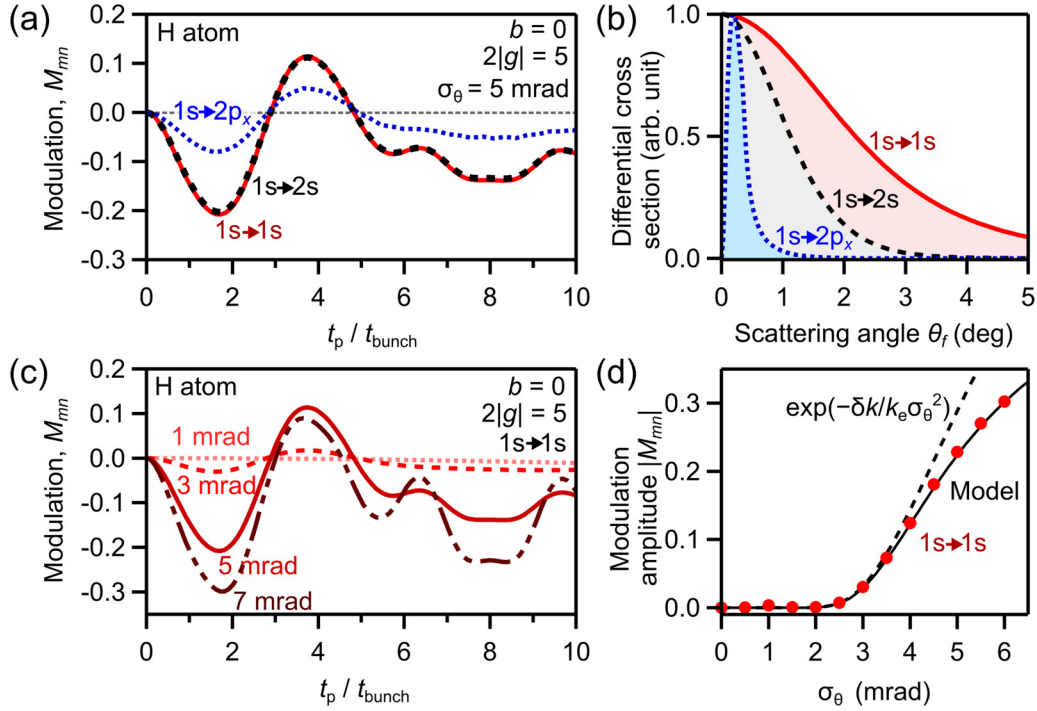 (a)
H atom
b = 0
2|g| = 5
σθ = 5 mrad
1s→2pₓ
1s→2s
1s→1s
Modulation, Mₘₙ
0.2
0.1
0.0
-0.1
-0.2
-0.3
0
2
4
6
8
10
tₚ / t_bunch
(b)
1s→1s
1s→2s
1s→2pₓ
Differential cross
section (arb. unit)
1.0
0.5
0.0
0
1
2
3
4
5
Scattering angle θ_f (deg)
(c)
H atom
b = 0
2|g| = 5
1s→1s
1 mrad
3 mrad
5 mrad
7 mrad
Modulation, Mₘₙ
0.2
0.1
0.0
-0.1
-0.2
-0.3
0
2
4
6
8
10
tₚ / t_bunch
(d)
exp(−δk/kₑσθ²)
Model
1s→1s
Modulation
amplitude |Mₘₙ|
0.3
0.2
0.1
0.0
0
1
2
3
4
5
6
σθ (mrad)